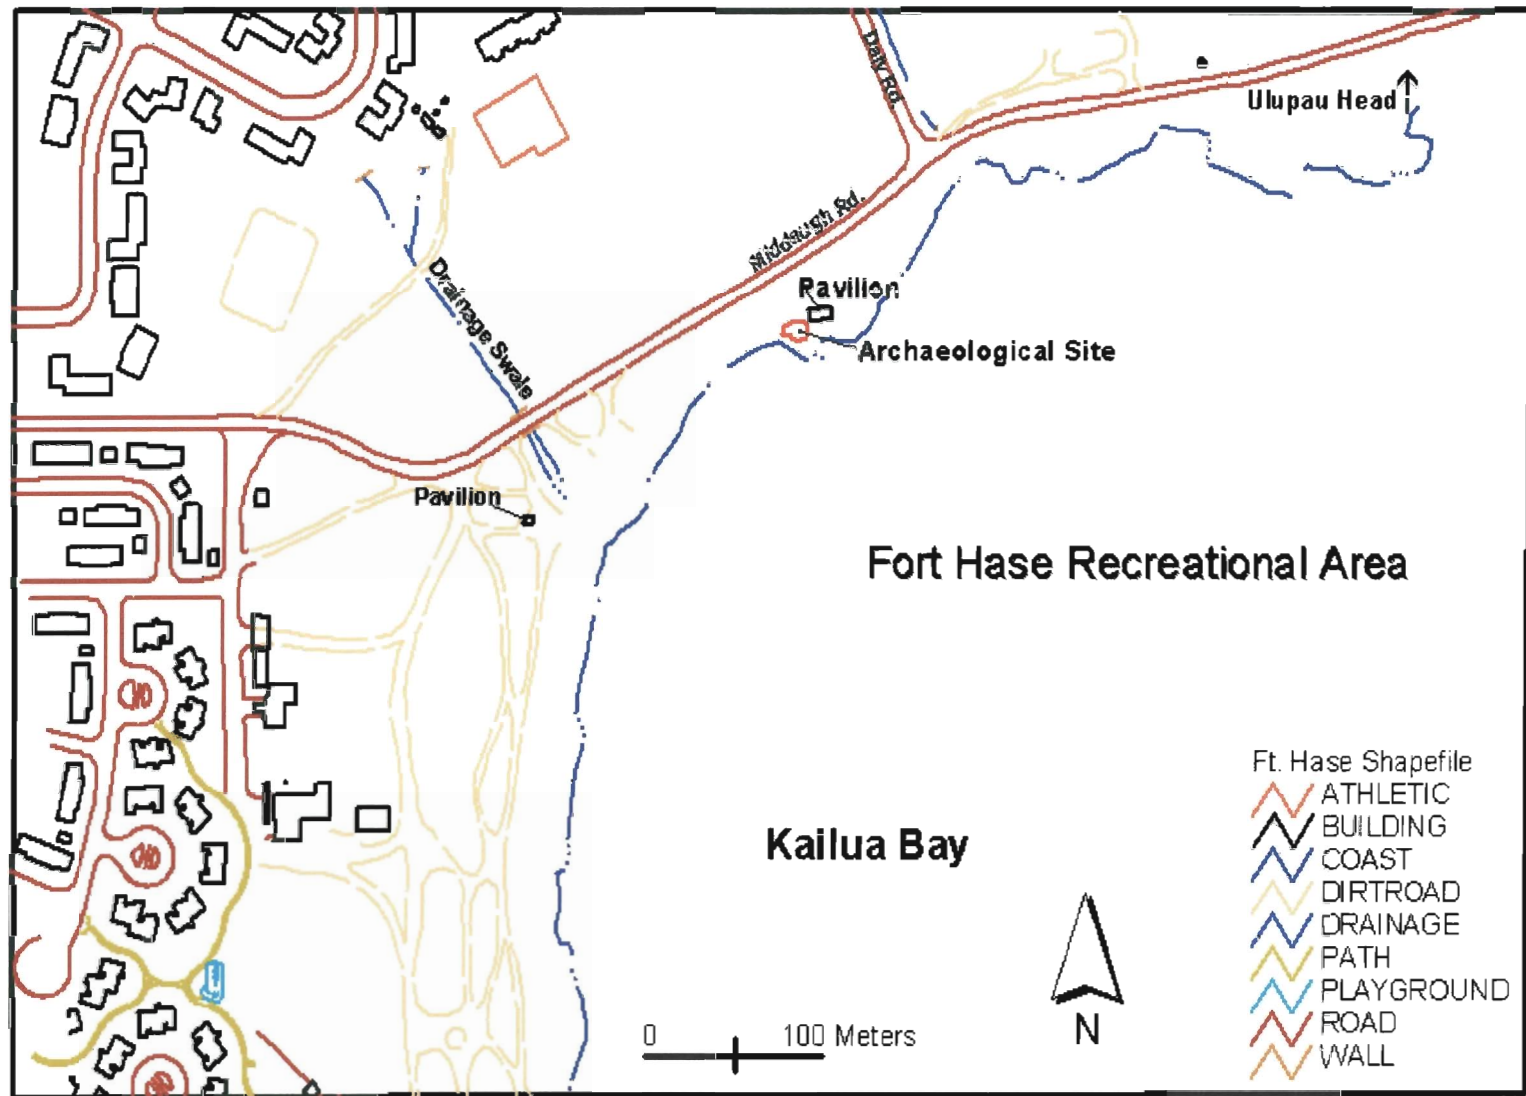 Daly Rd.
Ulupau Head
Middaugh Rd.
Pavilion
Drainage Swale
Archaeological Site
Pavilion
Fort Hase Recreational Area
Ft. Hase Shapefile
ATHLETIC
BUILDING
COAST
DIRTROAD
DRAINAGE
PATH
PLAYGROUND
ROAD
WALL
Kailua Bay
0 100 Meters
N